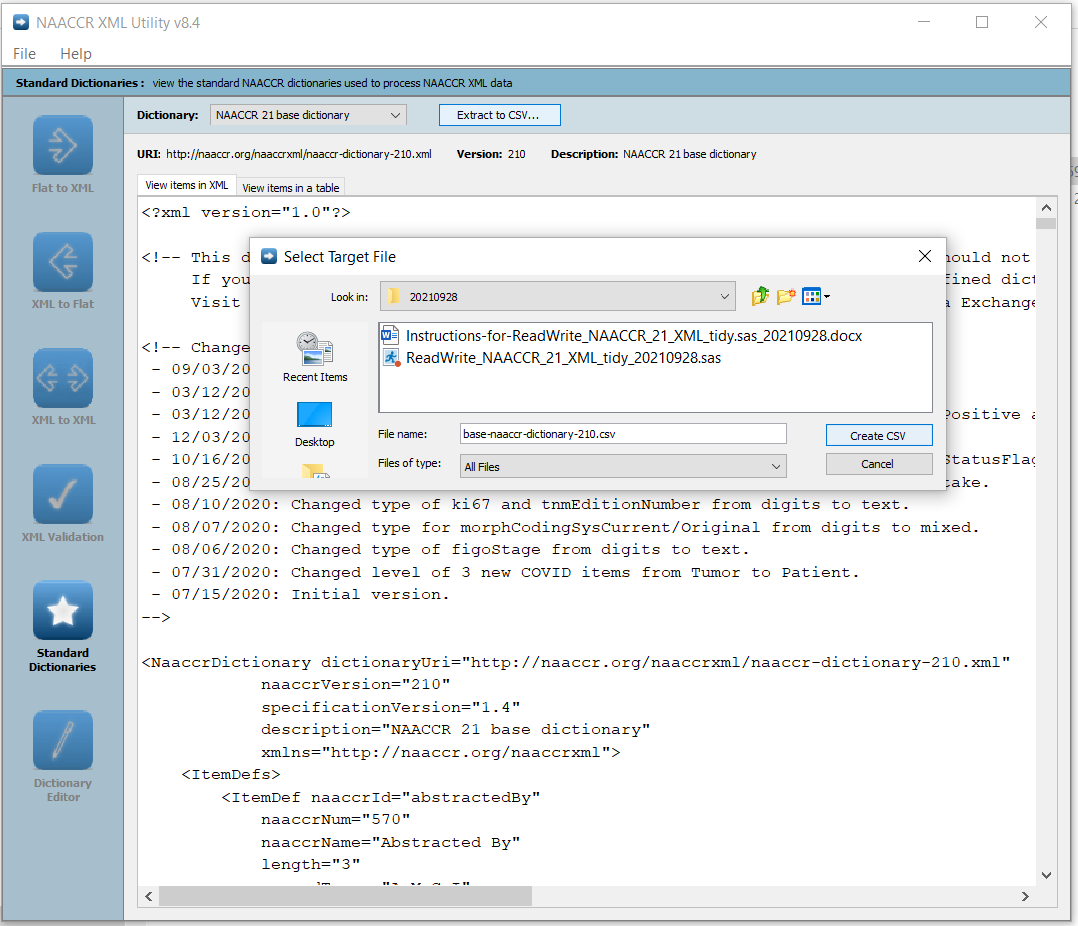 NAACCR XML Utility v8.4
File Help
Standard Dictionaries : view the standard NAACCR dictionaries used to process NAACCR XML data
Flat to XML
XML to Flat
XML to XML
XML Validation
Standard Dictionaries
Dictionary Editor
Dictionary: NAACCR 21 base dictionary Extract to CSV...
URI: http://naaccr.org/naaccrxml/naaccr-dictionary-210.xml Version: 210 Description: NAACCR 21 base dictionary
View items in XML View items in a table
<?xml version="1.0"?>
<!-- This d
ould not
If you
fined dict
Visit
a Exchange
<!-- Change
- 09/03/20
- 03/12/20
- 03/12/20
Positive a
- 12/03/20
- 10/16/20
StatusFlag
- 08/25/20
take.
- 08/10/2020: Changed type of ki67 and tnmEditionNumber from digits to text.
- 08/07/2020: Changed type for morphCodingSysCurrent/Original from digits to mixed.
- 08/06/2020: Changed type of figoStage from digits to text.
- 07/31/2020: Changed level of 3 new COVID items from Tumor to Patient.
- 07/15/2020: Initial version.
-->
<NaaccrDictionary dictionaryUri="http://naaccr.org/naaccrxml/naaccr-dictionary-210.xml"
naaccrVersion="210"
specificationVersion="1.4"
description="NAACCR 21 base dictionary"
xmlns="http://naaccr.org/naaccrxml">
<ItemDefs>
<ItemDef naaccrId="abstractedBy"
naaccrNum="570"
naaccrName="Abstracted By"
length="3"
Select Target File
Look in: 20210928
Recent Items
Desktop
Instructions-for-ReadWrite_NAACCR_21_XML_tidy.sas_20210928.docx
ReadWrite_NAACCR_21_XML_tidy_20210928.sas
File name: base-naaccr-dictionary-210.csv Create CSV
Files of type: All Files Cancel